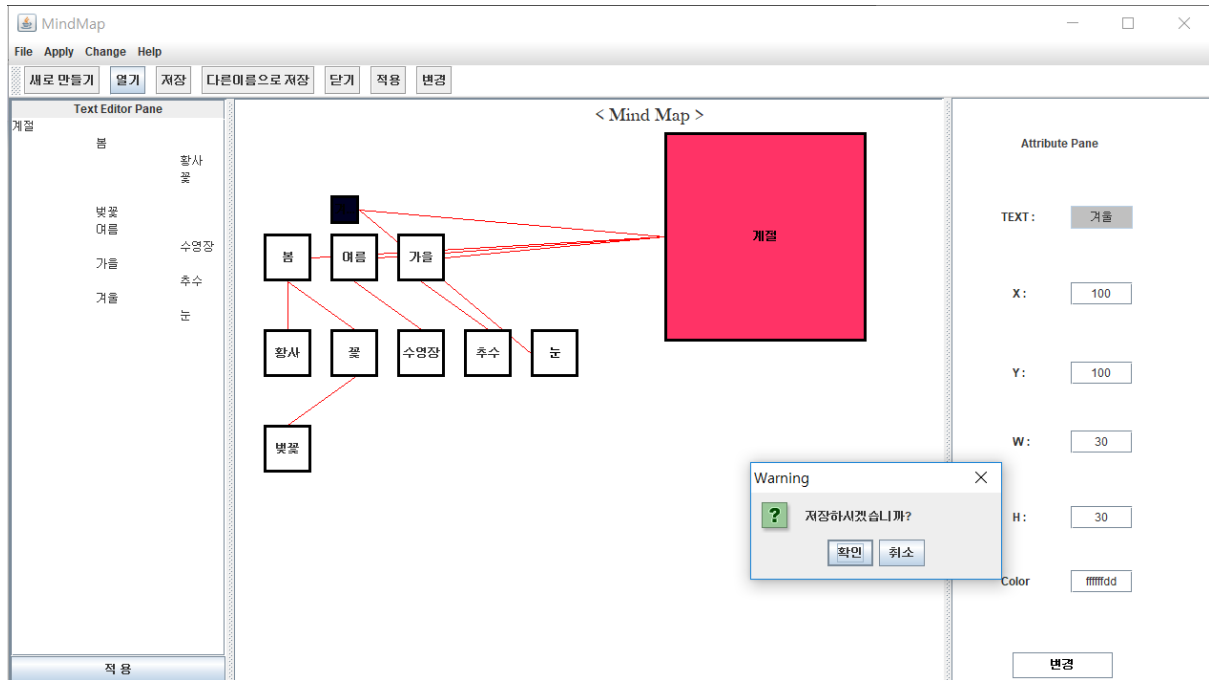 MindMap
File Apply Change Help
새로 만들기 열기 저장 다른이름으로 저장 닫기 적용 변경
Text Editor Pane
계절
봄
황사
꽃
벚꽃
여름
수영장
가을
추수
겨울
눈
적 용
< Mind Map >
계절
봄 여름 가을
황사 꽃 수영장 추수 눈
벚꽃
Warning
?
저장하시겠습니까?
확인 취소
Attribute Pane
TEXT : 겨울
X : 100
Y : 100
W : 30
H : 30
Color ffffffdd
변경